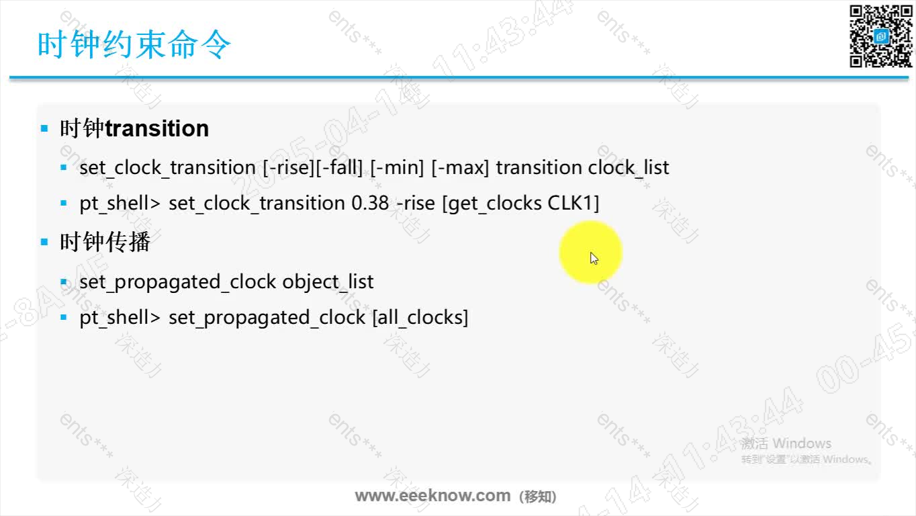 时钟约束命令
时钟transition
set_clock_transition [-rise][-fall] [-min] [-max] transition clock_list
pt_shell> set_clock_transition 0.38 -rise [get_clocks CLK1]
时钟传播
set_propagated_clock object_list
pt_shell> set_propagated_clock [all_clocks]
激活 Windows
转到"设置"以激活 Windows。
www.eeeknow.com（移知）